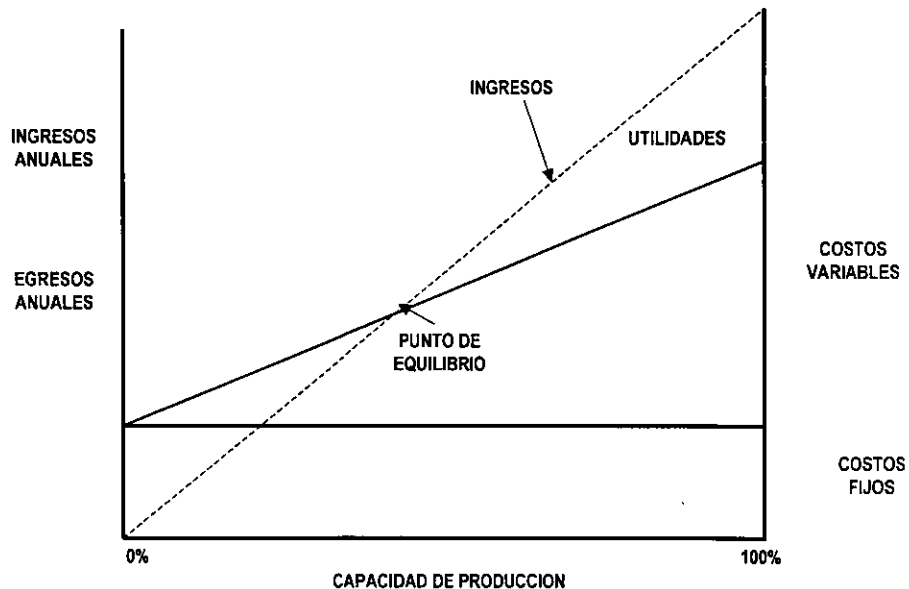 INGRESOS
UTILIDADES
INGRESOS
ANUALES
EGRESOS
ANUALES
COSTOS
VARIABLES
PUNTO DE
EQUILIBRIO
COSTOS
FIJOS
0%
100%
CAPACIDAD DE PRODUCCION